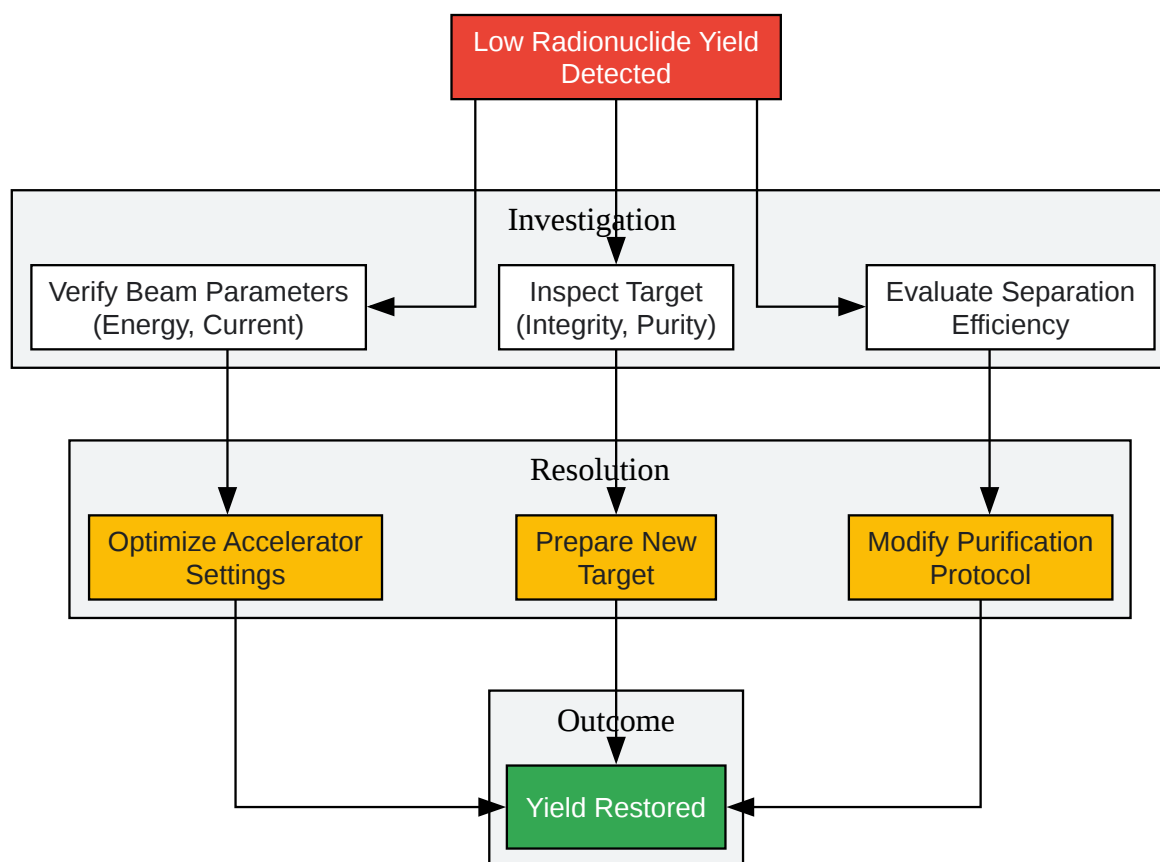 Low Radionuclide Yield
Detected
Investigation
Verify Beam Parameters
(Energy, Current)
Inspect Target
(Integrity, Purity)
Evaluate Separation
Efficiency
Resolution
Optimize Accelerator
Settings
Prepare New
Target
Modify Purification
Protocol
Outcome
Yield Restored